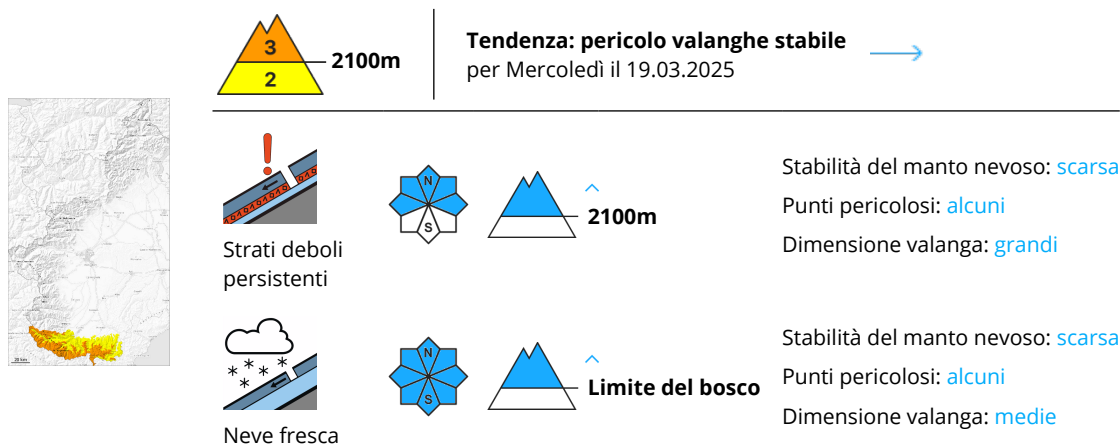 3
2
2100m
Tendenza: pericolo valanghe stabile
per Mercoledì il 19.03.2025
20 km
N
S
2100m
Strati deboli
persistenti
Stabilità del manto nevoso: scarsa
Punti pericolosi: alcuni
Dimensione valanga: grandi
N
S
Limite del bosco
Neve fresca
Stabilità del manto nevoso: scarsa
Punti pericolosi: alcuni
Dimensione valanga: medie